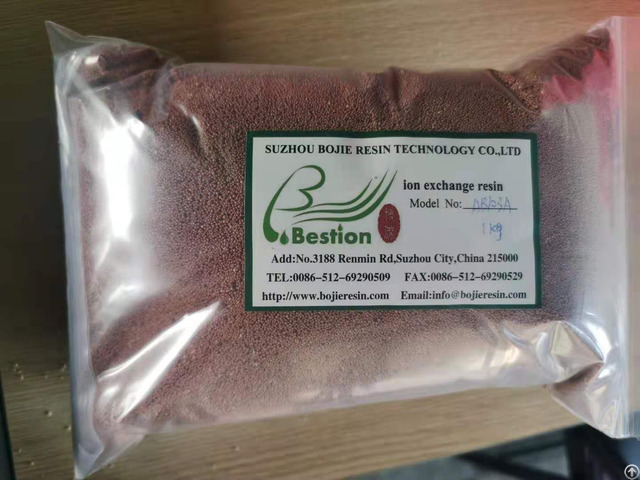 SUZHOU BOJIE RESIN TECHNOLOGY CO.,LTD
ion exchange resin
Model No:
1kg
Bestion
Add:No.3188 Renmin Rd,Suzhou City,China 215000
TEL:0086-512-69290509 FAX:0086-512-69290529
http://www.bojieresin.com Email:info@bojieresin.com